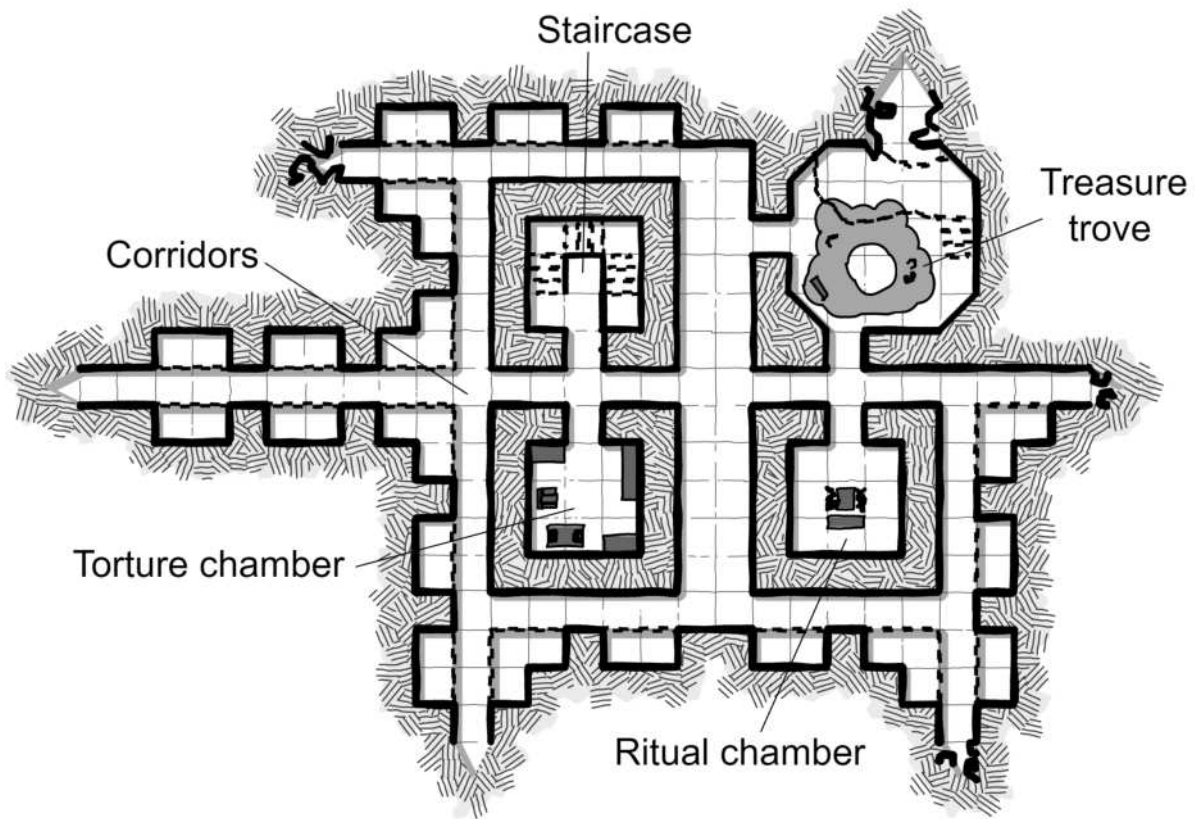 Staircase
Treasure
trove
Corridors
Torture chamber
Ritual chamber